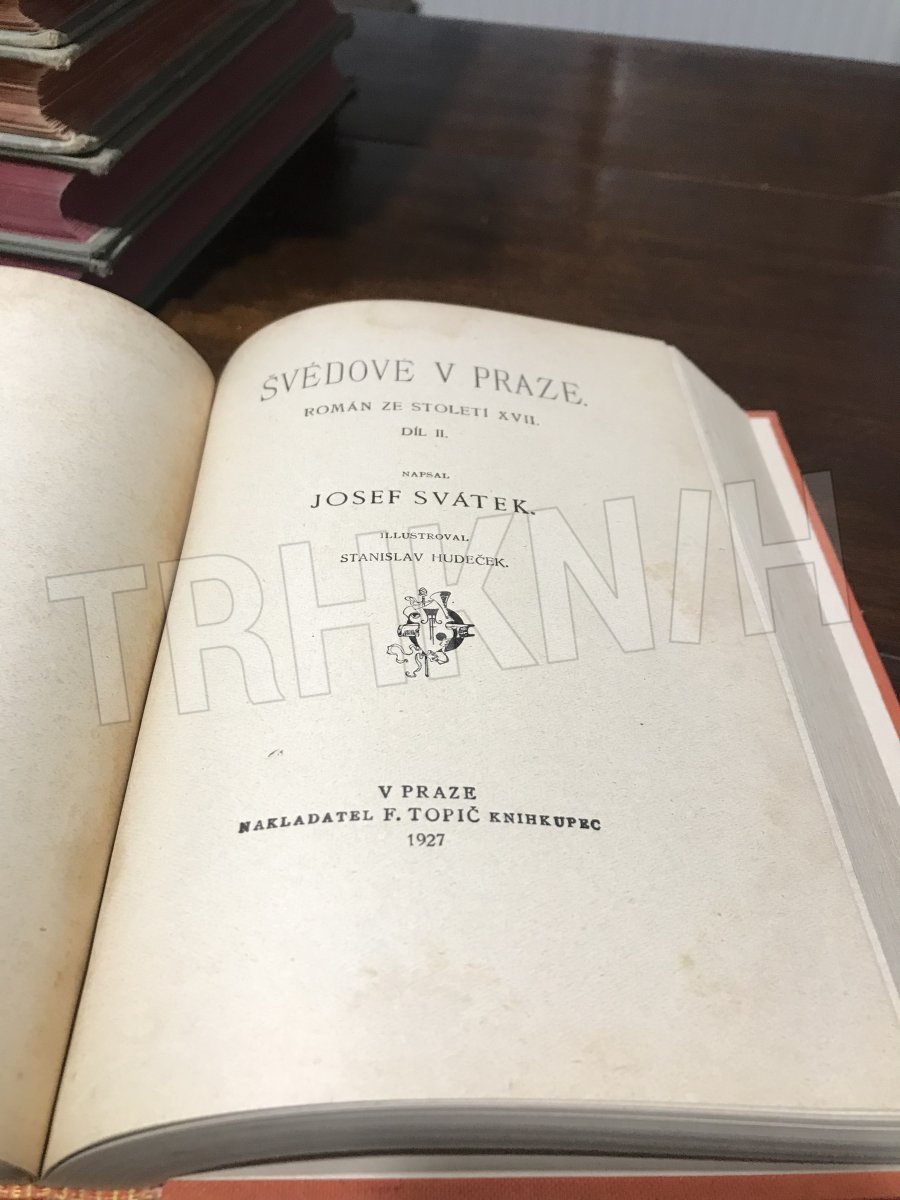 ŠVÉDOVÉ V PRAZE.
ROMÁN ZE STOLETÍ XVII.
DÍL II.
NAPSAL
JOSEF SVÁTEK.
ILLUSTROVAL
STANISLAV HUDEČEK.
TRHKNIH
V PRAZE
NAKLADATEL F. TOPIČ KNIHKUPEC
1927